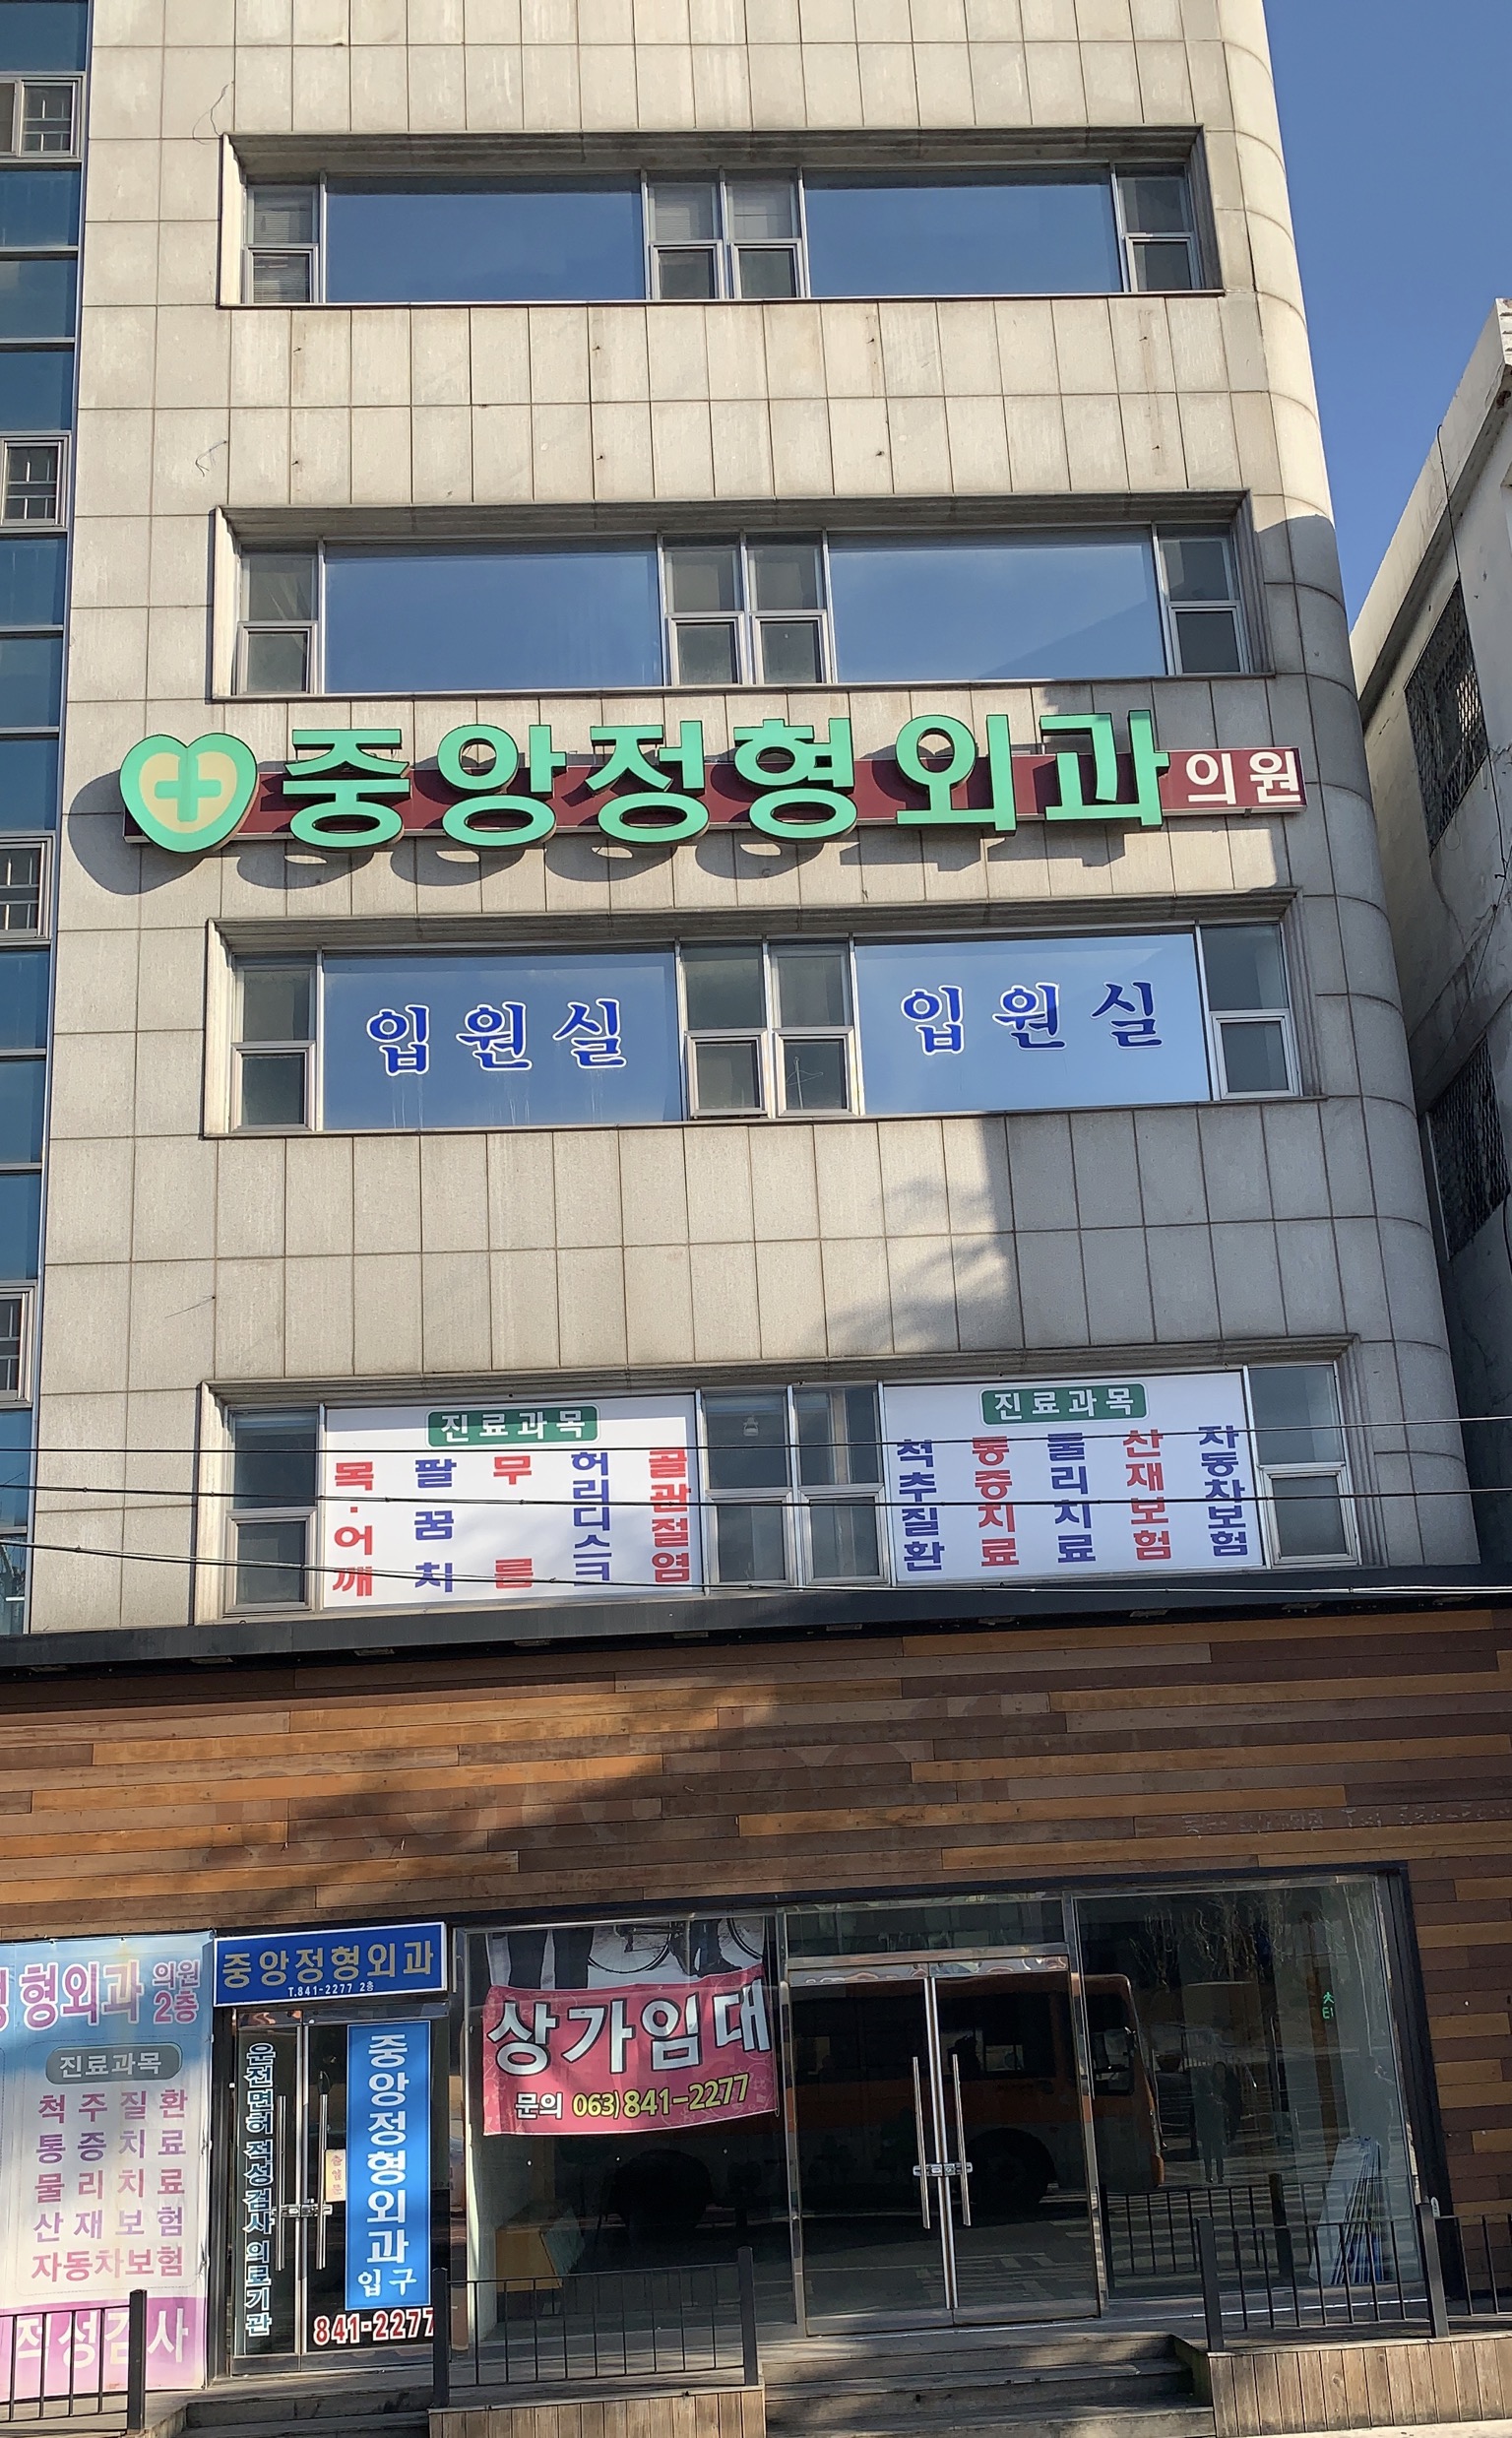 중앙정형외과의원
입원실
입원실
진료과목
목·어깨
팔꿈치
무릎
허리디스크
골관절염
진료과목
척추질환
통증치료
물리치료
산재보험
자동차보험
형외과의원
2층
진료과목
척추질환
통증치료
물리치료
산재보험
자동차보험
적성검사
중앙정형외과
T.841-2277 2층
운전면허적성검사의료기관
중앙정형외과
입구
841-2277
상가임대
문의 063)841-2277